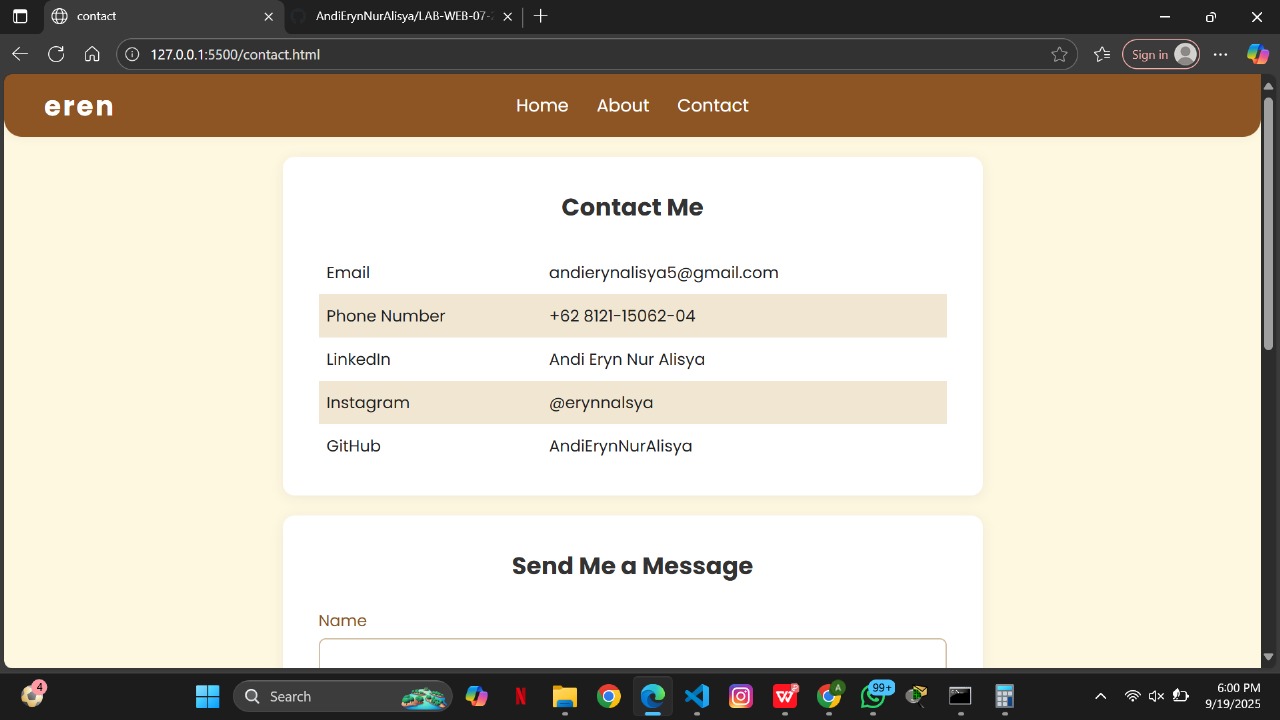 contact
AndiErynNurAlisya/LAB-WEB-07-2
127.0.0.1:5500/contact.html
Sign in
eren
Home About Contact
Contact Me
Email andierynalisya5@gmail.com
Phone Number +62 8121-15062-04
LinkedIn Andi Eryn Nur Alisya
Instagram @erynnalsya
GitHub AndiErynNurAlisya
Send Me a Message
Name
4
Search
A
99+
6:00 PM
9/19/2025